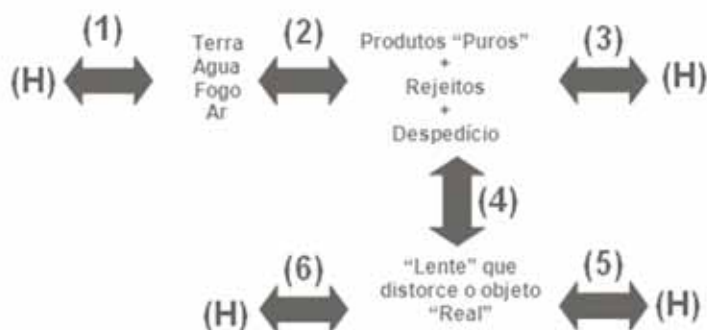 (1)
(H)
Terra
Agua
Fogo
Ar
(2)
Produtos “Puros”
+
Rejeitos
+
Despedício
(3)
(H)
(4)
(H)
(6)
“Lente” que
distorce o objeto
“Real”
(5)
(H)